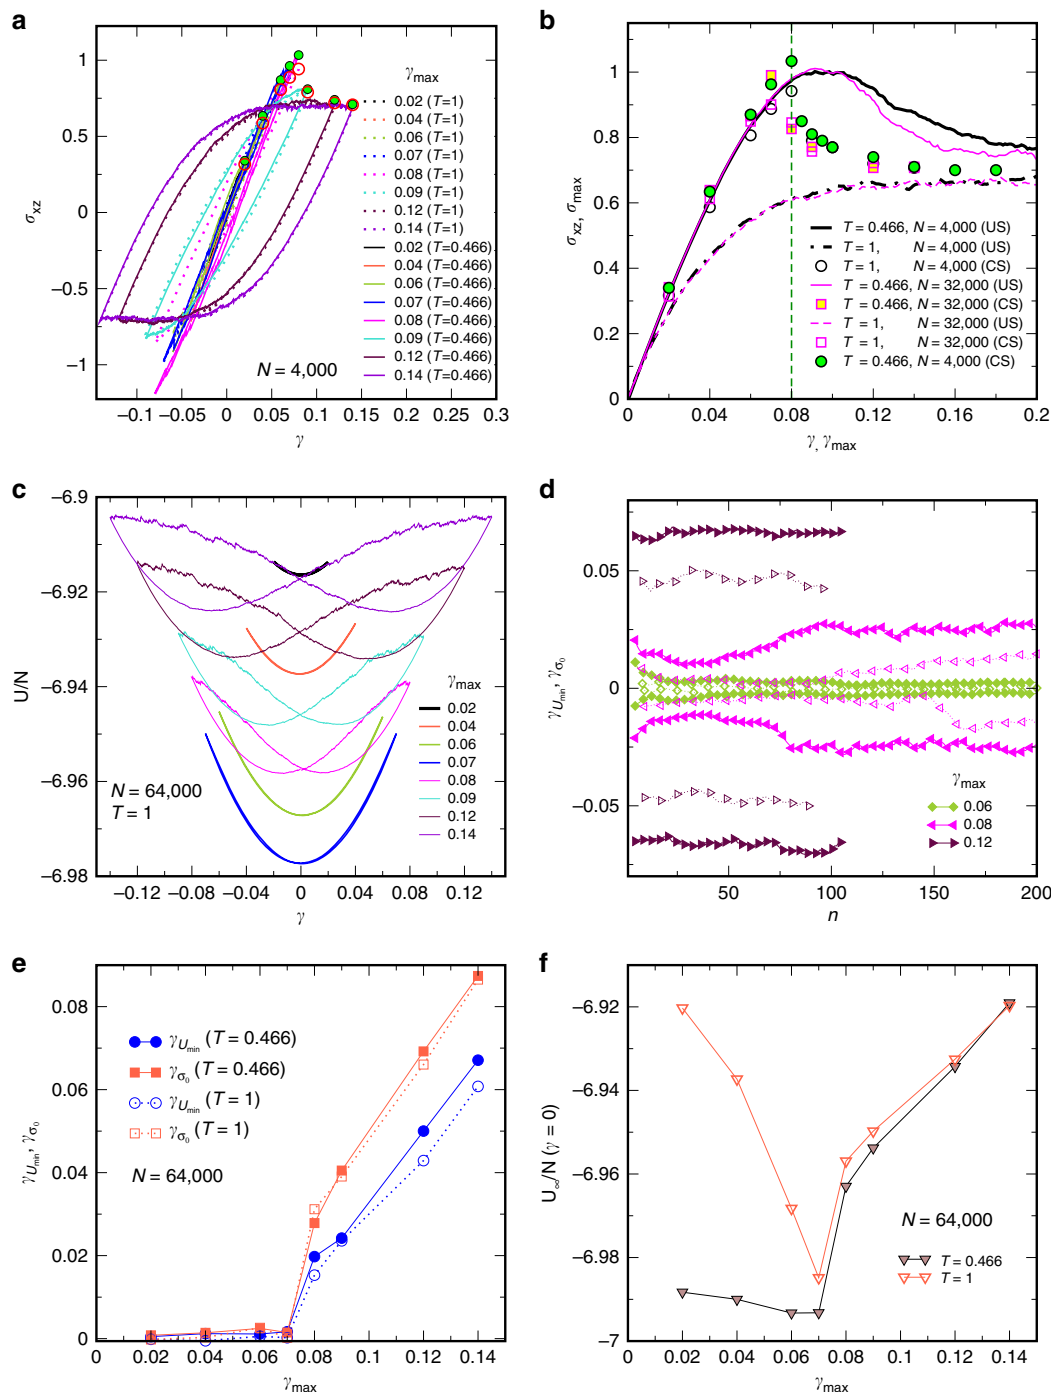 a
1
0.5
0
−0.5
−1
σxz
−0.1
−0.05
0
0.05
0.1
0.15
0.2
0.25
0.3
γ
N = 4,000
γmax
0.02 (T=1)
0.04 (T=1)
0.06 (T=1)
0.07 (T=1)
0.08 (T=1)
0.09 (T=1)
0.12 (T=1)
0.14 (T=1)
0.02 (T=0.466)
0.04 (T=0.466)
0.06 (T=0.466)
0.07 (T=0.466)
0.08 (T=0.466)
0.09 (T=0.466)
0.12 (T=0.466)
0.14 (T=0.466)
b
1
0.8
0.6
0.4
0.2
0
σxz, σmax
0
0.04
0.08
0.12
0.16
0.2
γ, γmax
T = 0.466, N = 4,000 (US)
T = 1, N = 4,000 (US)
T = 1, N = 4,000 (CS)
T = 0.466, N = 32,000 (US)
T = 0.466, N = 32,000 (CS)
T = 1, N = 32,000 (US)
T = 1, N = 32,000 (CS)
T = 0.466, N = 4,000 (CS)
c
−6.9
−6.92
−6.94
−6.96
−6.98
U/N
−0.12
−0.08
−0.04
0
0.04
0.08
0.12
γ
N = 64,000
T = 1
γmax
0.02
0.04
0.06
0.07
0.08
0.09
0.12
0.14
d
0.05
0
−0.05
γUmin, γσ0
50
100
150
200
n
γmax
0.06
0.08
0.12
e
0.08
0.06
0.04
0.02
0
γUmin, γσ0
0
0.02
0.04
0.06
0.08
0.1
0.12
0.14
γmax
γUmin (T = 0.466)
γσ0 (T = 0.466)
γUmin (T = 1)
γσ0 (T = 1)
N = 64,000
f
−6.92
−6.94
−6.96
−6.98
−7
U∞/N (γ = 0)
0
0.02
0.04
0.06
0.08
0.1
0.12
0.14
γmax
N = 64,000
T = 0.466
T = 1